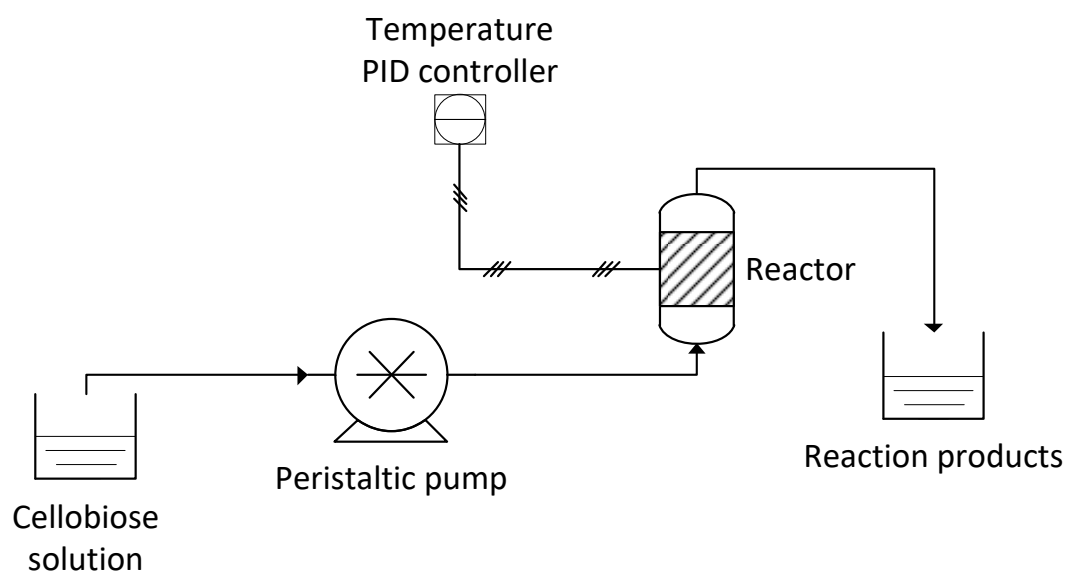 Temperature
PID controller
Reactor
Peristaltic pump
Reaction products
Cellobiose
solution